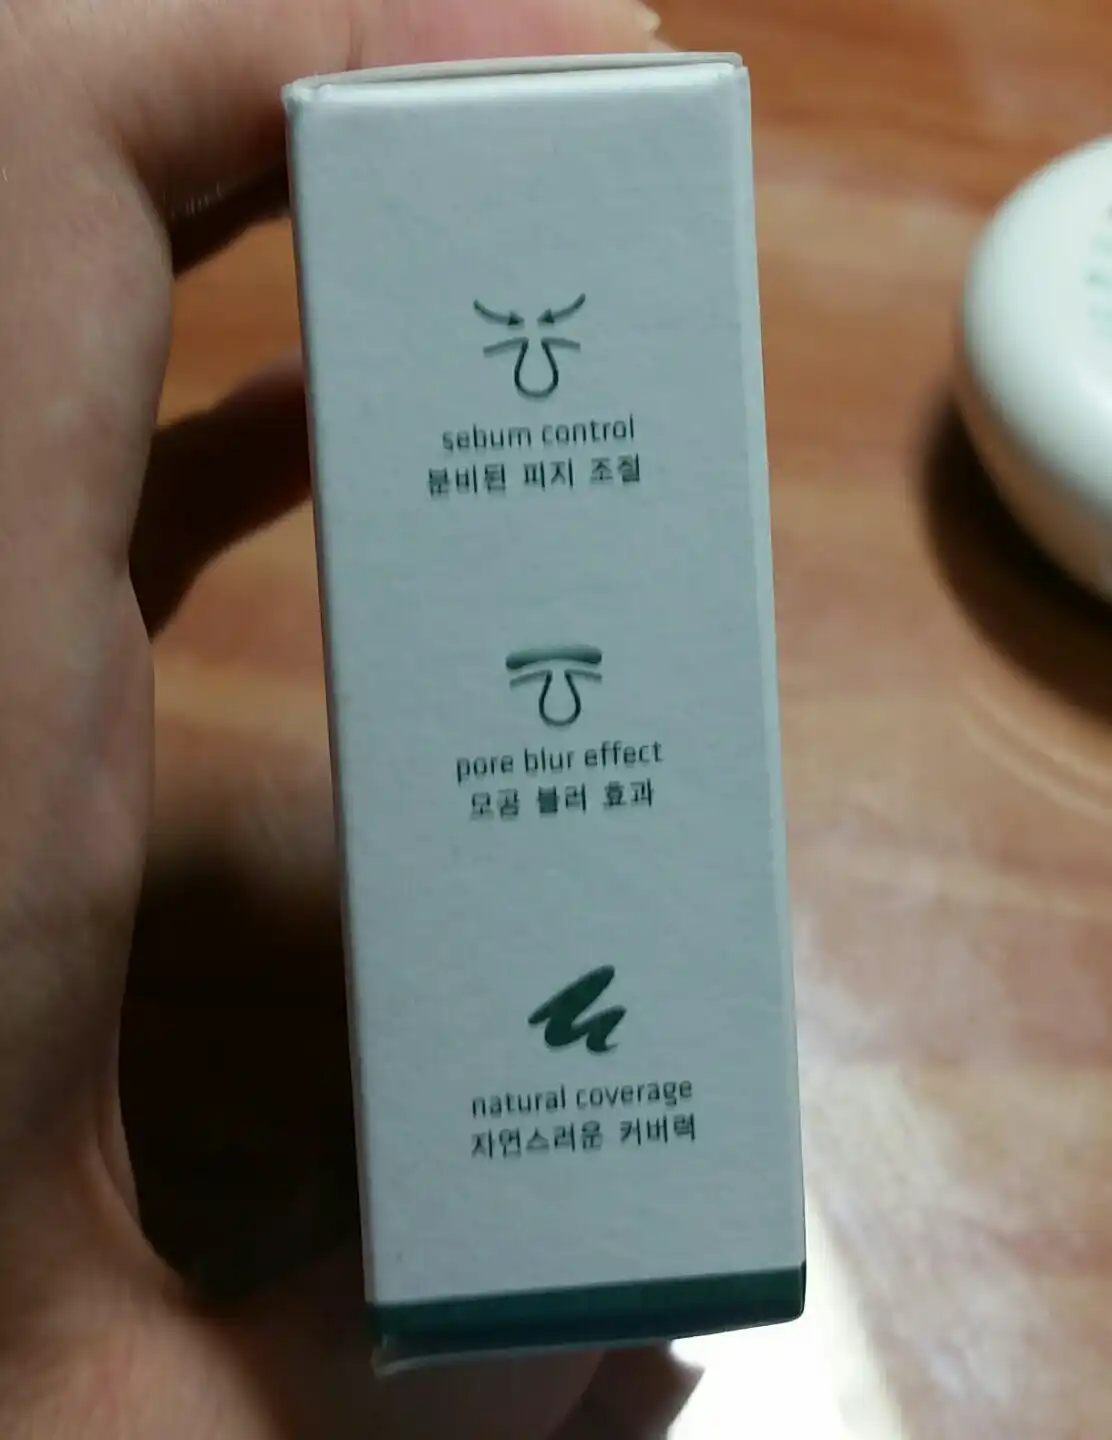 sebum control
분비된 피지 조절
pore blur effect
모공 블러 효과
natural coverage
자연스러운 커버력